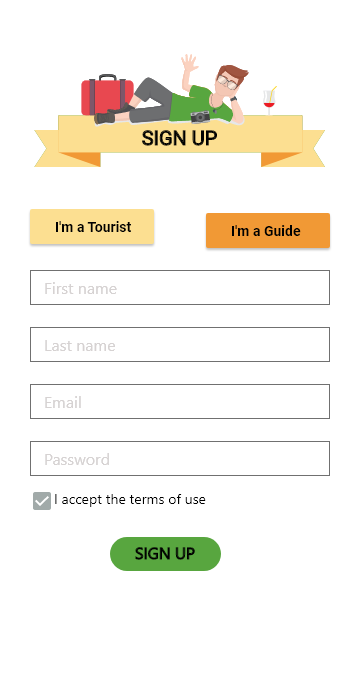 SIGN UP
I'm a Tourist
I'm a Guide
First name
Last name
Email
Password
I accept the terms of use
SIGN UP